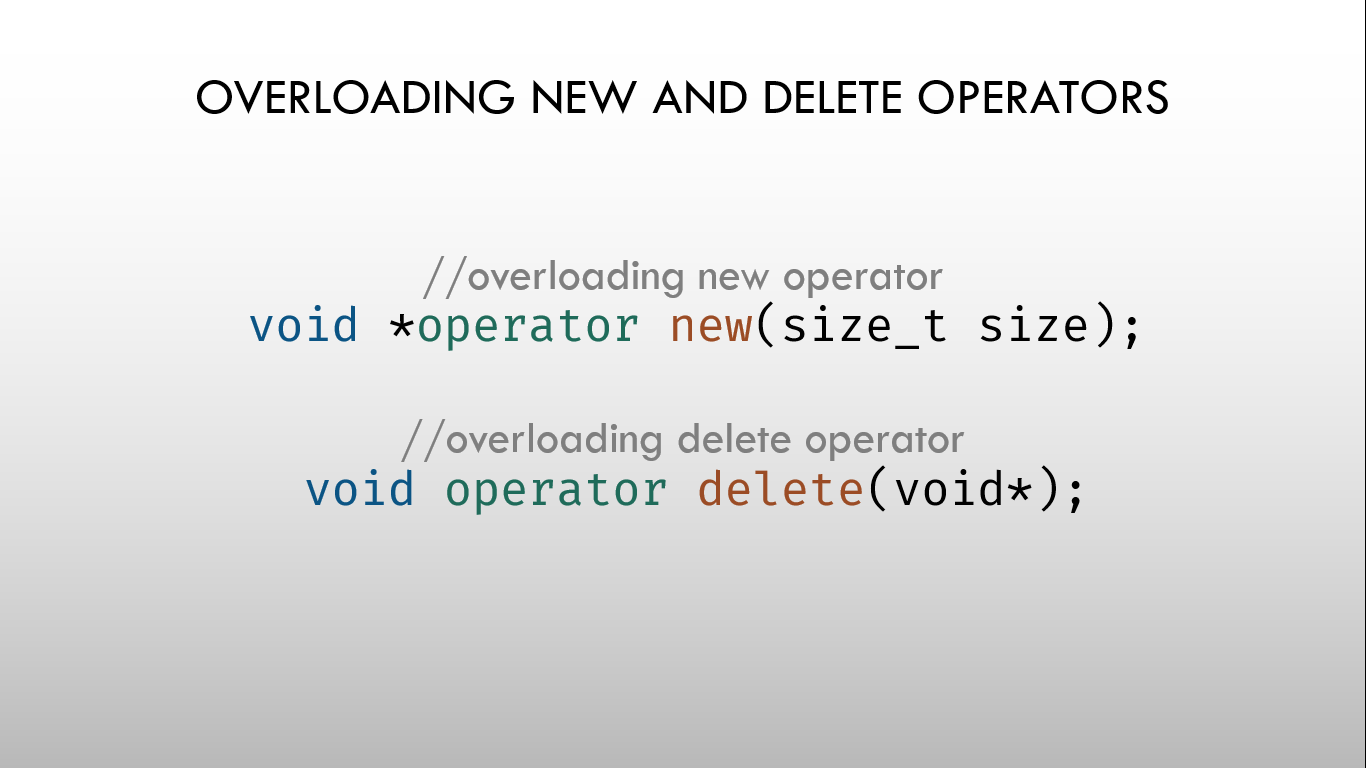 OVERLOADING NEW AND DELETE OPERATORS
//overloading new operator
void *operator new(size_t size);
//overloading delete operator
void operator delete(void*);